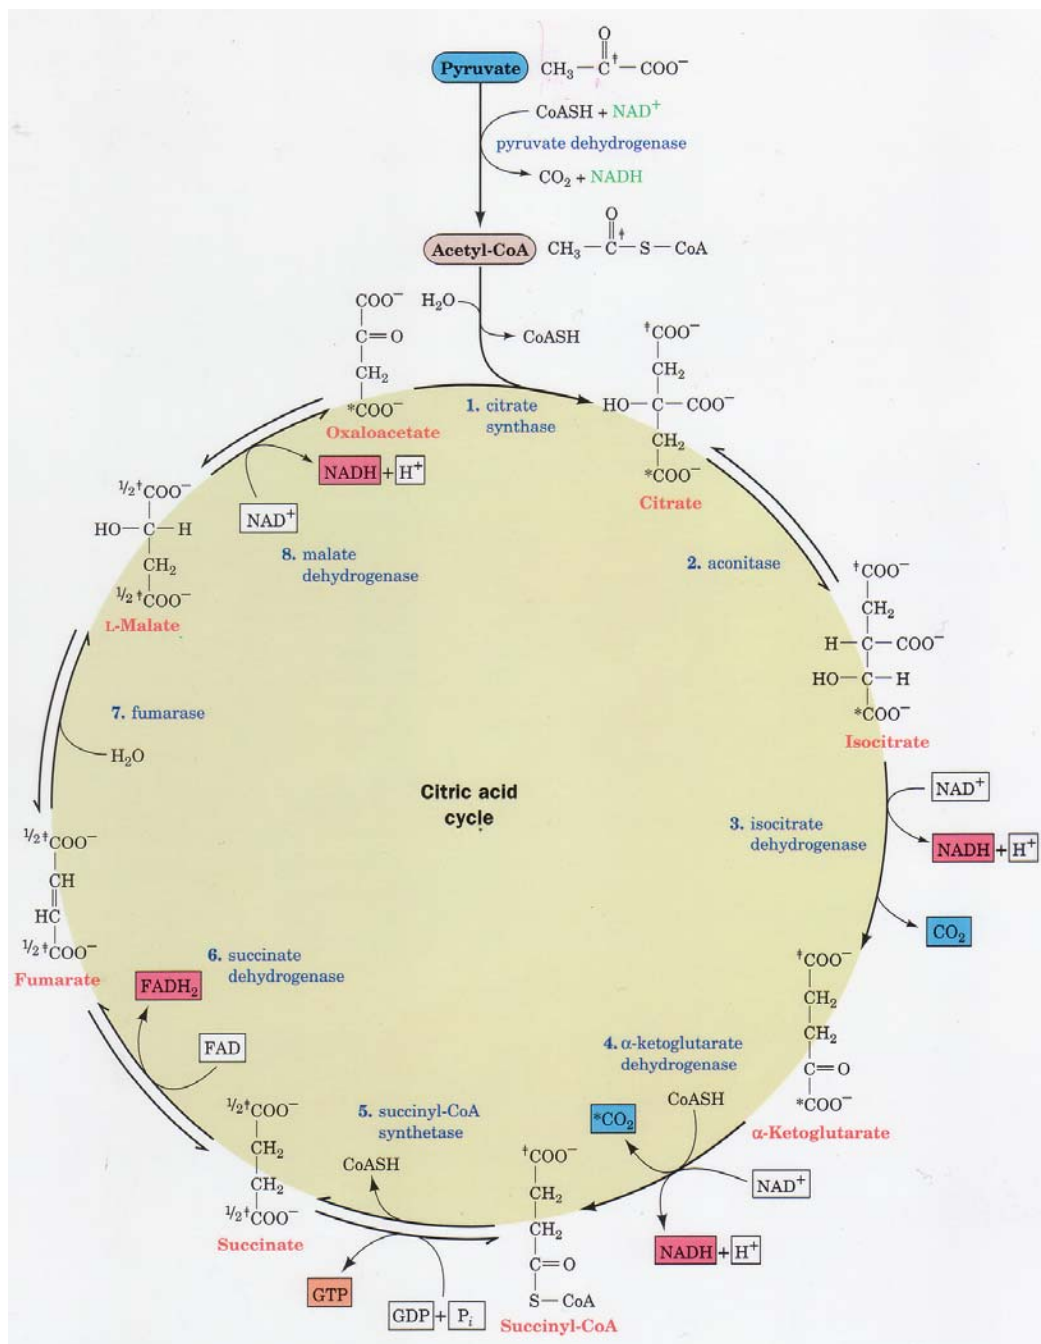 Pyruvate
O
CH₃—C‡—COO⁻
CoASH + NAD⁺
pyruvate dehydrogenase
CO₂ + NADH
Acetyl-CoA
O
CH₃—C‡—S—CoA
H₂O
CoASH
COO⁻
C=O
CH₂
*COO⁻
Oxaloacetate
1. citrate
synthase
‡COO⁻
CH₂
HO—C—COO⁻
CH₂
*COO⁻
Citrate
2. aconitase
‡COO⁻
CH₂
H—C—COO⁻
HO—C—H
*COO⁻
Isocitrate
NAD⁺
3. isocitrate
dehydrogenase
NADH + H⁺
CO₂
‡COO⁻
CH₂
CH₂
C=O
*COO⁻
α-Ketoglutarate
4. α-ketoglutarate
dehydrogenase
CoASH
*CO₂
NAD⁺
NADH + H⁺
‡COO⁻
CH₂
CH₂
C=O
S—CoA
Succinyl-CoA
5. succinyl-CoA
synthetase
CoASH
GTP
GDP + Pᵢ
½‡COO⁻
CH₂
CH₂
½‡COO⁻
Succinate
6. succinate
dehydrogenase
FADH₂
FAD
½‡COO⁻
CH
HC
½‡COO⁻
Fumarate
7. fumarase
H₂O
½‡COO⁻
HO—C—H
CH₂
½‡COO⁻
L-Malate
8. malate
dehydrogenase
NAD⁺
NADH + H⁺
Citric acid
cycle